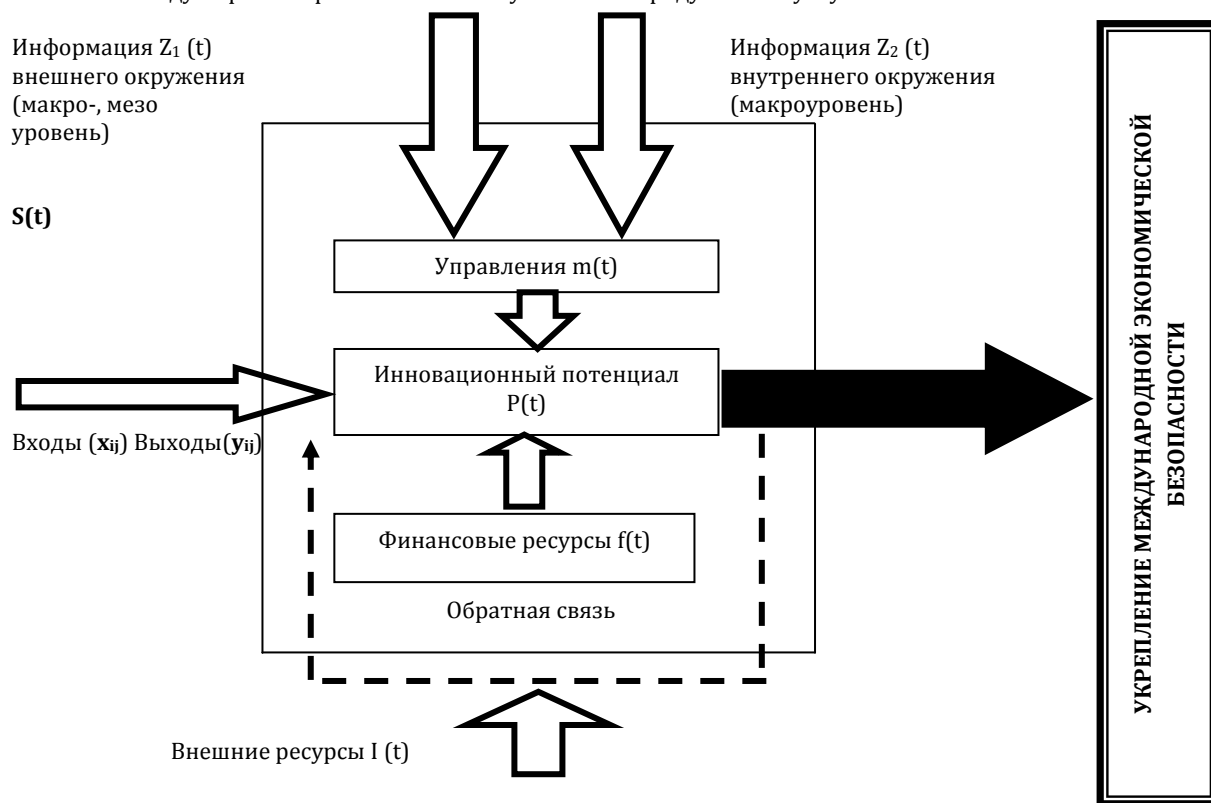 Информация Z₁ (t)
внешнего окружения
(макро-, мезо
уровень)
Информация Z₂ (t)
внутреннего окружения
(макроуровень)
S(t)
Управления m(t)
Инновационный потенциал
P(t)
Входы (xᵢⱼ) Выходы(yᵢⱼ)
Финансовые ресурсы f(t)
Обратная связь
Внешние ресурсы I (t)
УКРЕПЛЕНИЕ МЕЖДУНАРОДНОЙ ЭКОНОМИЧЕСКОЙ
БЕЗОПАСНОСТИ